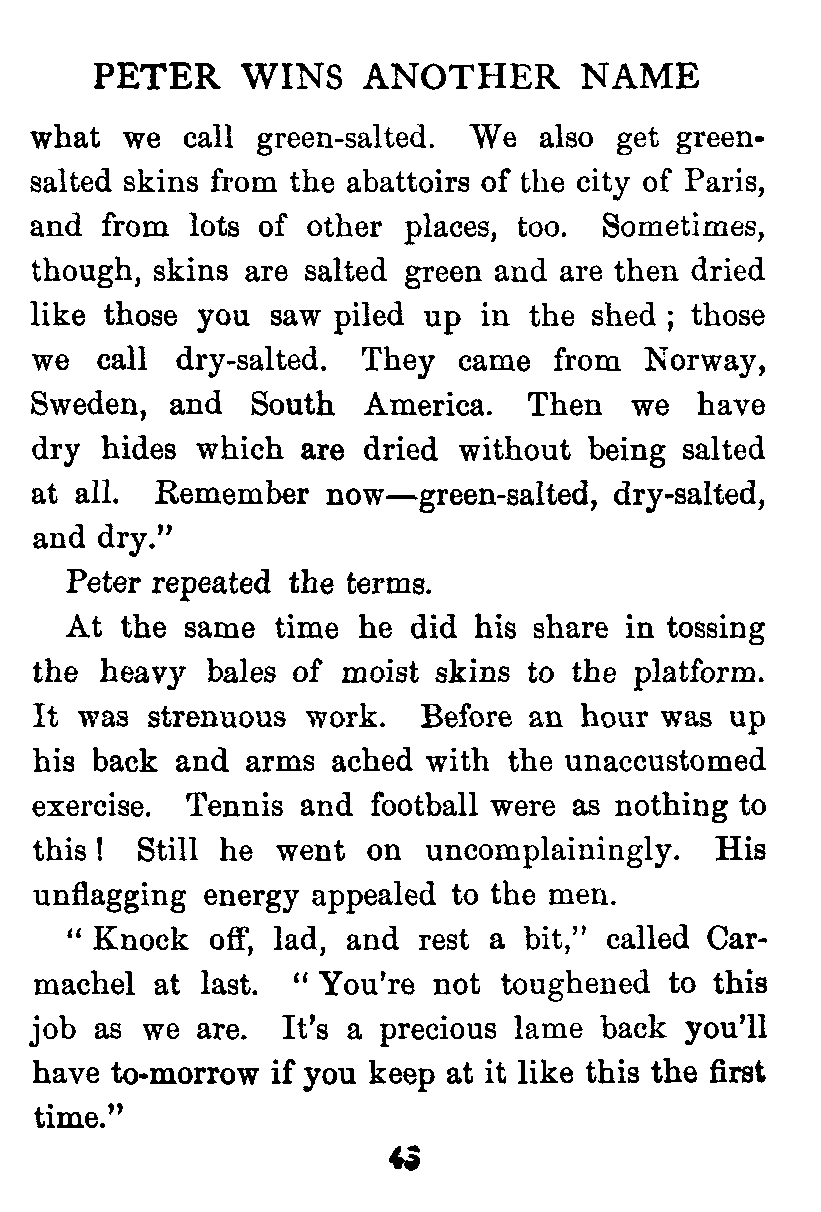 PETER WINS ANOTHER NAME
what we call green-salted. We also get green-
salted skins from the abattoirs of the city of Paris,
and from lots of other places, too. Sometimes,
though, skins are salted green and are then dried
like those you saw piled up in the shed ; those
we call dry-salted. They came from Norway,
Sweden, and South America. Then we have
dry hides which are dried without being salted
at all. Remember now—green-salted, dry-salted,
and dry.”
Peter repeated the terms.
At the same time he did his share in tossing
the heavy bales of moist skins to the platform.
It was strenuous work. Before an hour was up
his back and arms ached with the unaccustomed
exercise. Tennis and football were as nothing to
this ! Still he went on uncomplainingly. His
unflagging energy appealed to the men.
“ Knock off, lad, and rest a bit,” called Car-
machel at last. “ You’re not toughened to this
job as we are. It’s a precious lame back you’ll
have to-morrow if you keep at it like this the first
time.”
45